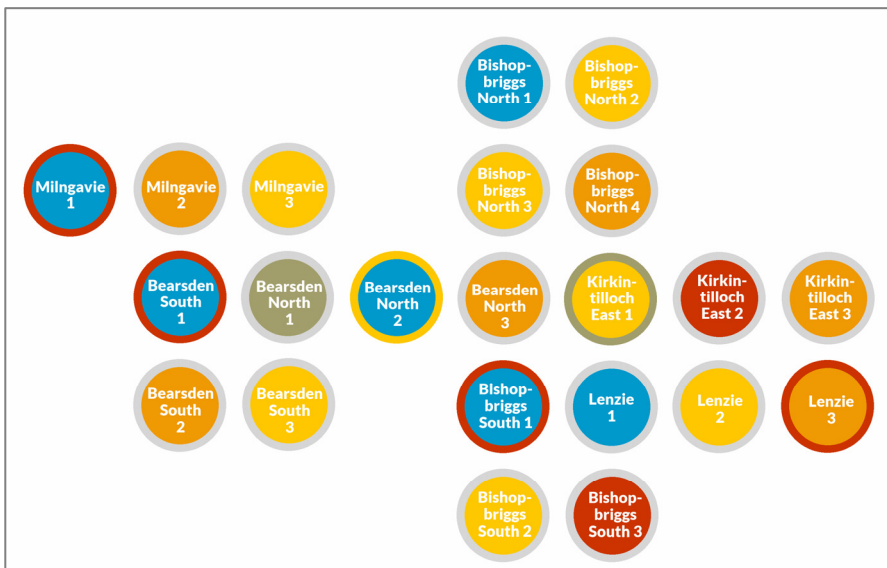 Bishop-
briggs
North 1
Bishop-
briggs
North 2
Milngavie
1
Milngavie
2
Milngavie
3
Bishop-
briggs
North 3
Bishop-
briggs
North 4
Bearsden
South
1
Bearsden
North
1
Bearsden
North
2
Bearsden
North
3
Kirkin-
tilloch
East 1
Kirkin-
tilloch
East 2
Kirkin-
tilloch
East 3
Bearsden
South
2
Bearsden
South
3
BIshop-
briggs
South 1
Lenzie
1
Lenzie
2
Lenzie
3
Bishop-
briggs
South 2
Bishop-
briggs
South 3